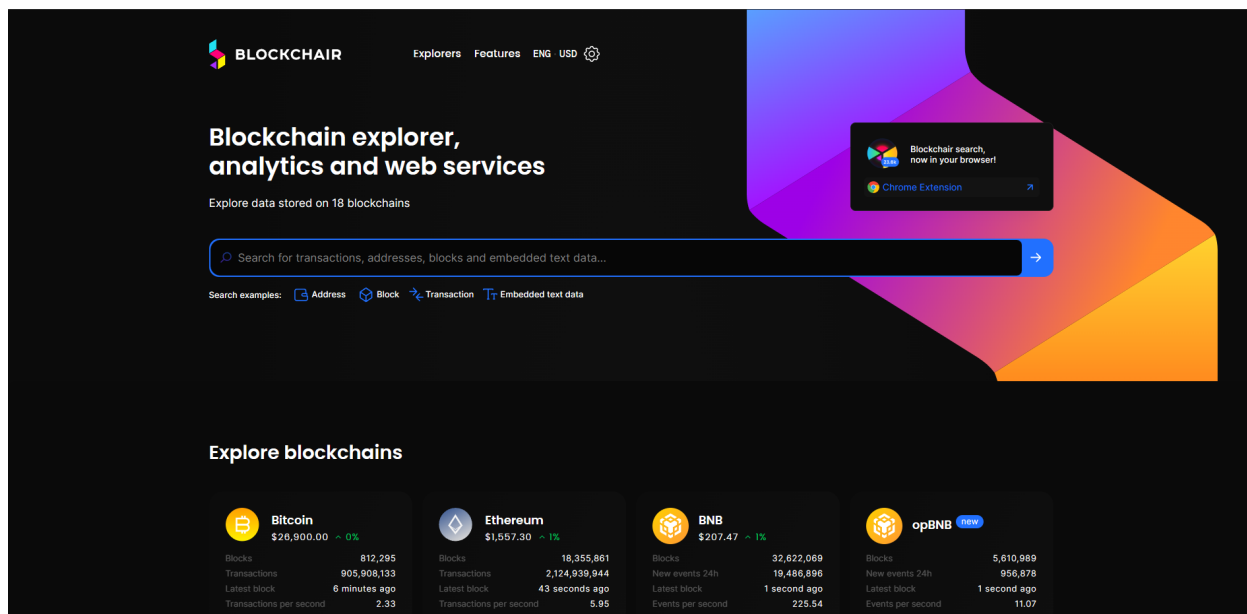 BLOCKCHAIR
Explorers Features ENG · USD
Blockchain explorer,
analytics and web services
Explore data stored on 18 blockchains
Blockchair search,
now in your browser!
Chrome Extension
Search for transactions, addresses, blocks and embedded text data...
Search examples: Address Block Transaction Embedded text data
Explore blockchains
Bitcoin
$26,900.00 0%
Blocks 812,295
Transactions 905,908,133
Latest block 6 minutes ago
Transactions per second 2.33
Ethereum
$1,557.30 1%
Blocks 18,355,861
Transactions 2,124,939,944
Latest block 43 seconds ago
Transactions per second 5.95
BNB
$207.47 1%
Blocks 32,622,069
New events 24h 19,486,896
Latest block 1 second ago
Events per second 225.54
opBNB new
Blocks 5,610,989
New events 24h 956,878
Latest block 1 second ago
Events per second 11.07